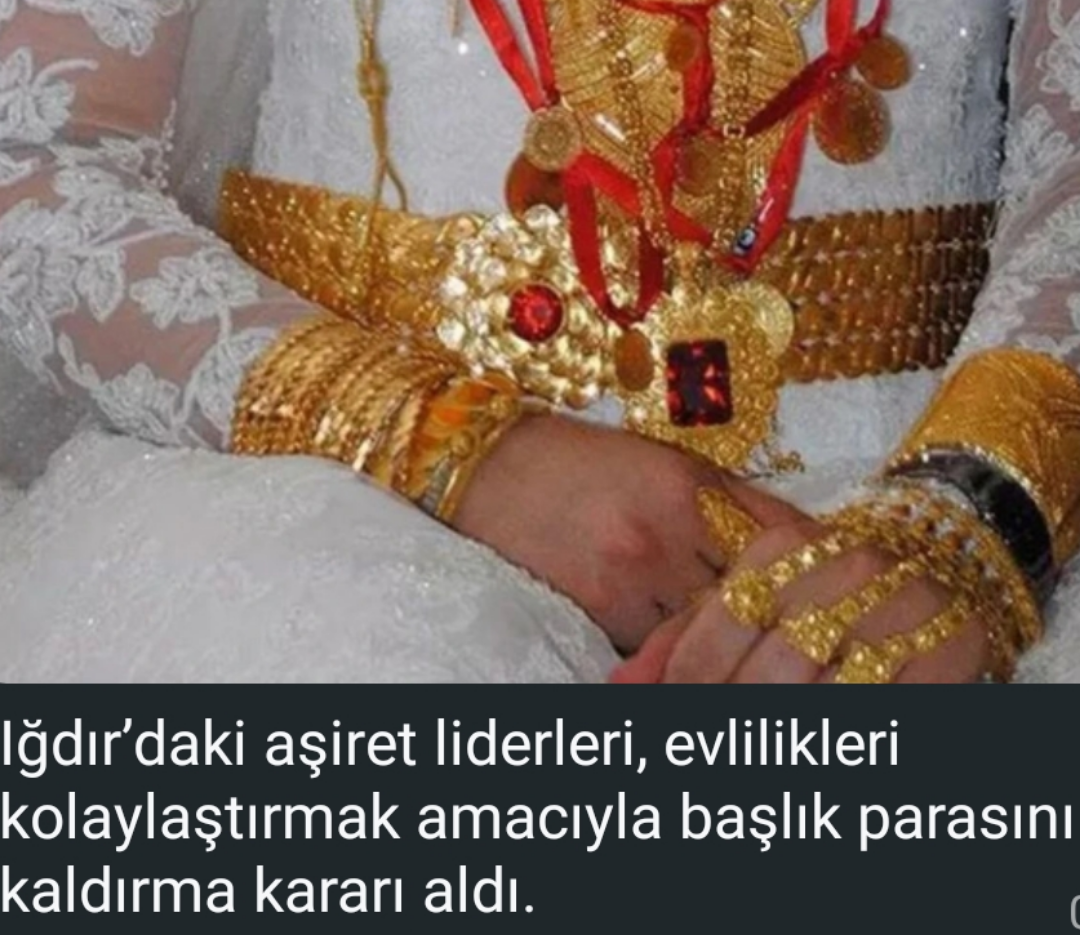 Iğdır’daki aşiret liderleri, evlilikleri
kolaylaştırmak amacıyla başlık parasını
kaldırma kararı aldı.